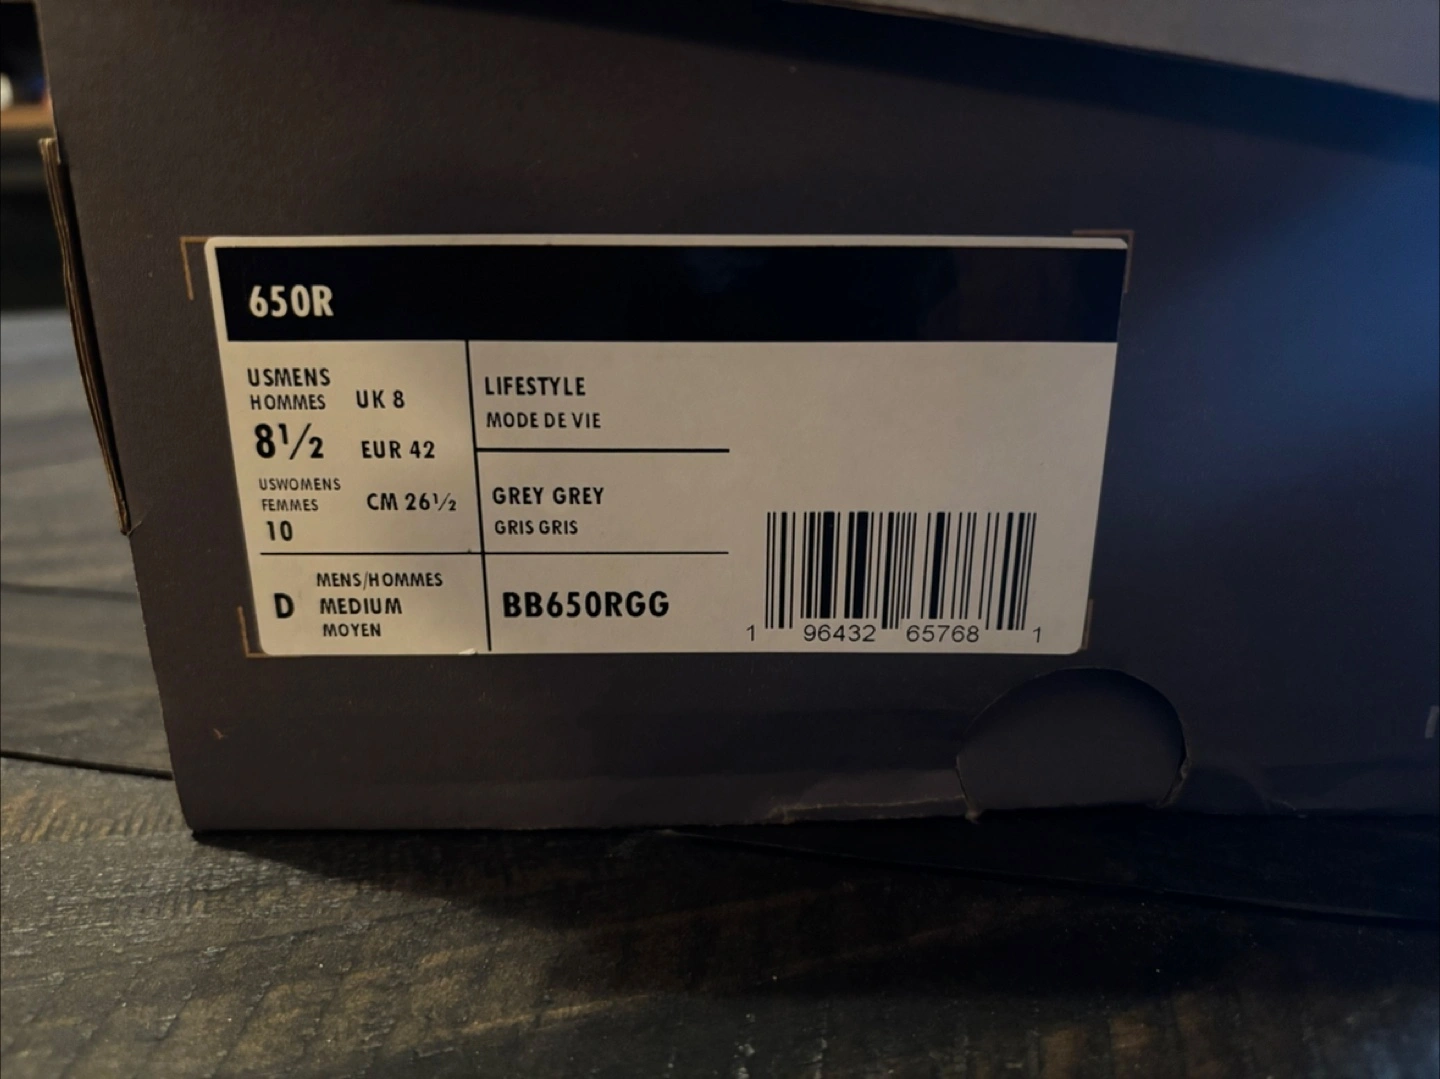 650R
USMENS
HOMMES
8½
UK 8
EUR 42
USWOMENS
FEMMES
10
CM 26½
D
MENS/HOMMES
MEDIUM
MOYEN
LIFESTYLE
MODE DE VIE
GREY GREY
GRIS GRIS
BB650RGG
1 96432 65768 1